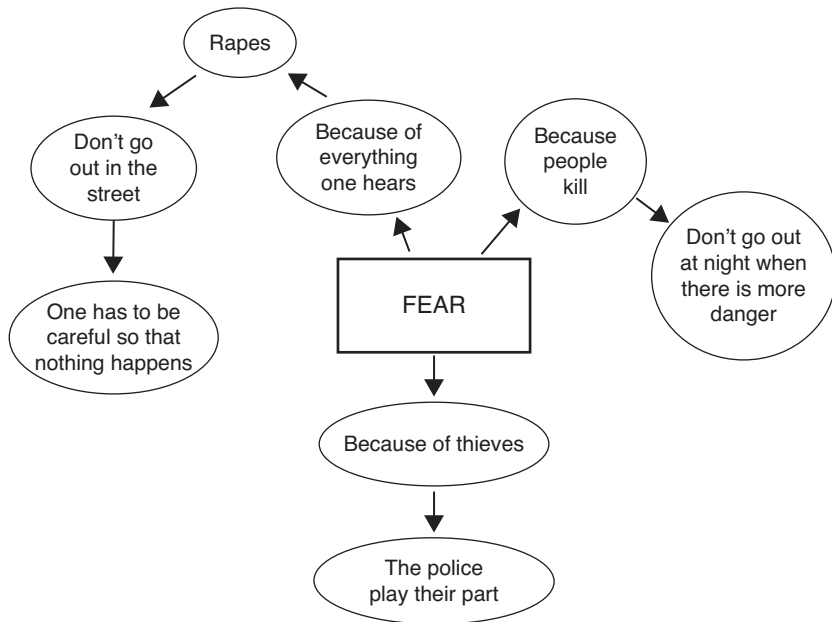 Rapes
Don’t go
out in the
street
One has to be
careful so that
nothing happens
Because of
everything
one hears
Because
people
kill
Don’t go out
at night when
there is more
danger
FEAR
Because of thieves
The police
play their part